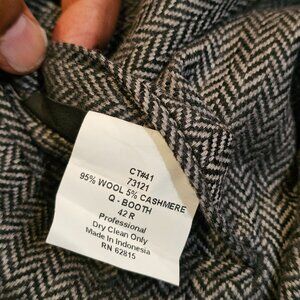 CT#41
73121
95% WOOL 5% CASHMERE
Q - BOOTH
42 R
Professional
Dry Clean Only
Made In Indonesia
RN 62815